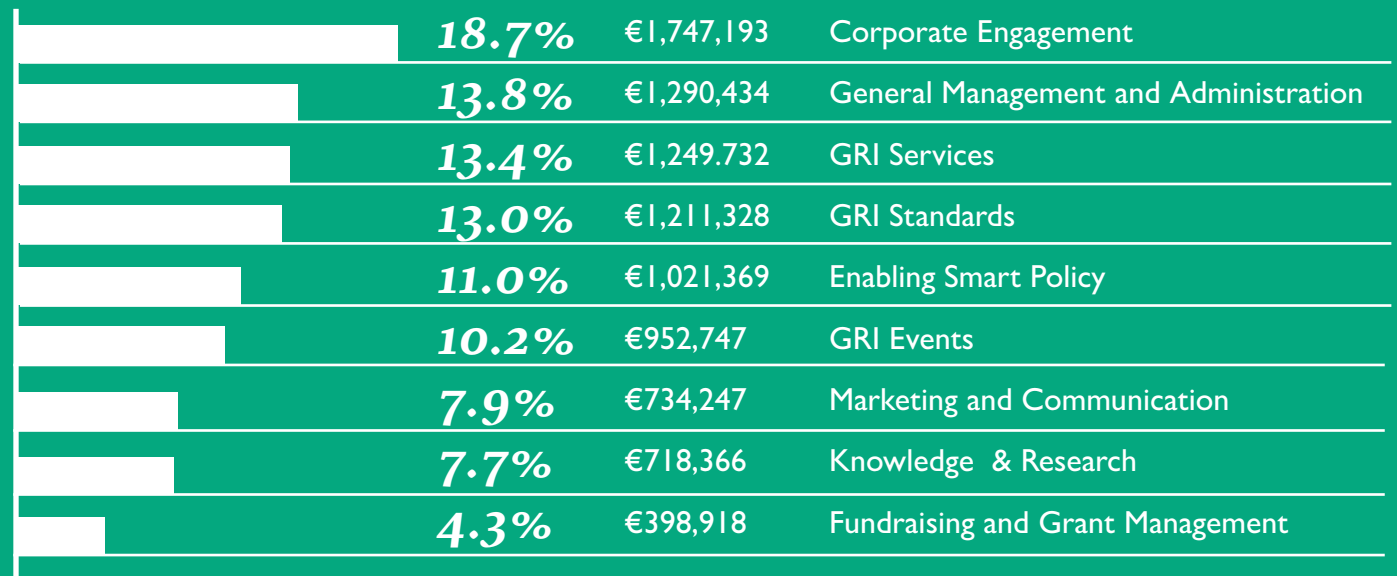 18.7% €1,747,193 Corporate Engagement
13.8% €1,290,434 General Management and Administration
13.4% €1,249.732 GRI Services
13.0% €1,211,328 GRI Standards
11.0% €1,021,369 Enabling Smart Policy
10.2% €952,747 GRI Events
7.9% €734,247 Marketing and Communication
7.7% €718,366 Knowledge & Research
4.3% €398,918 Fundraising and Grant Management